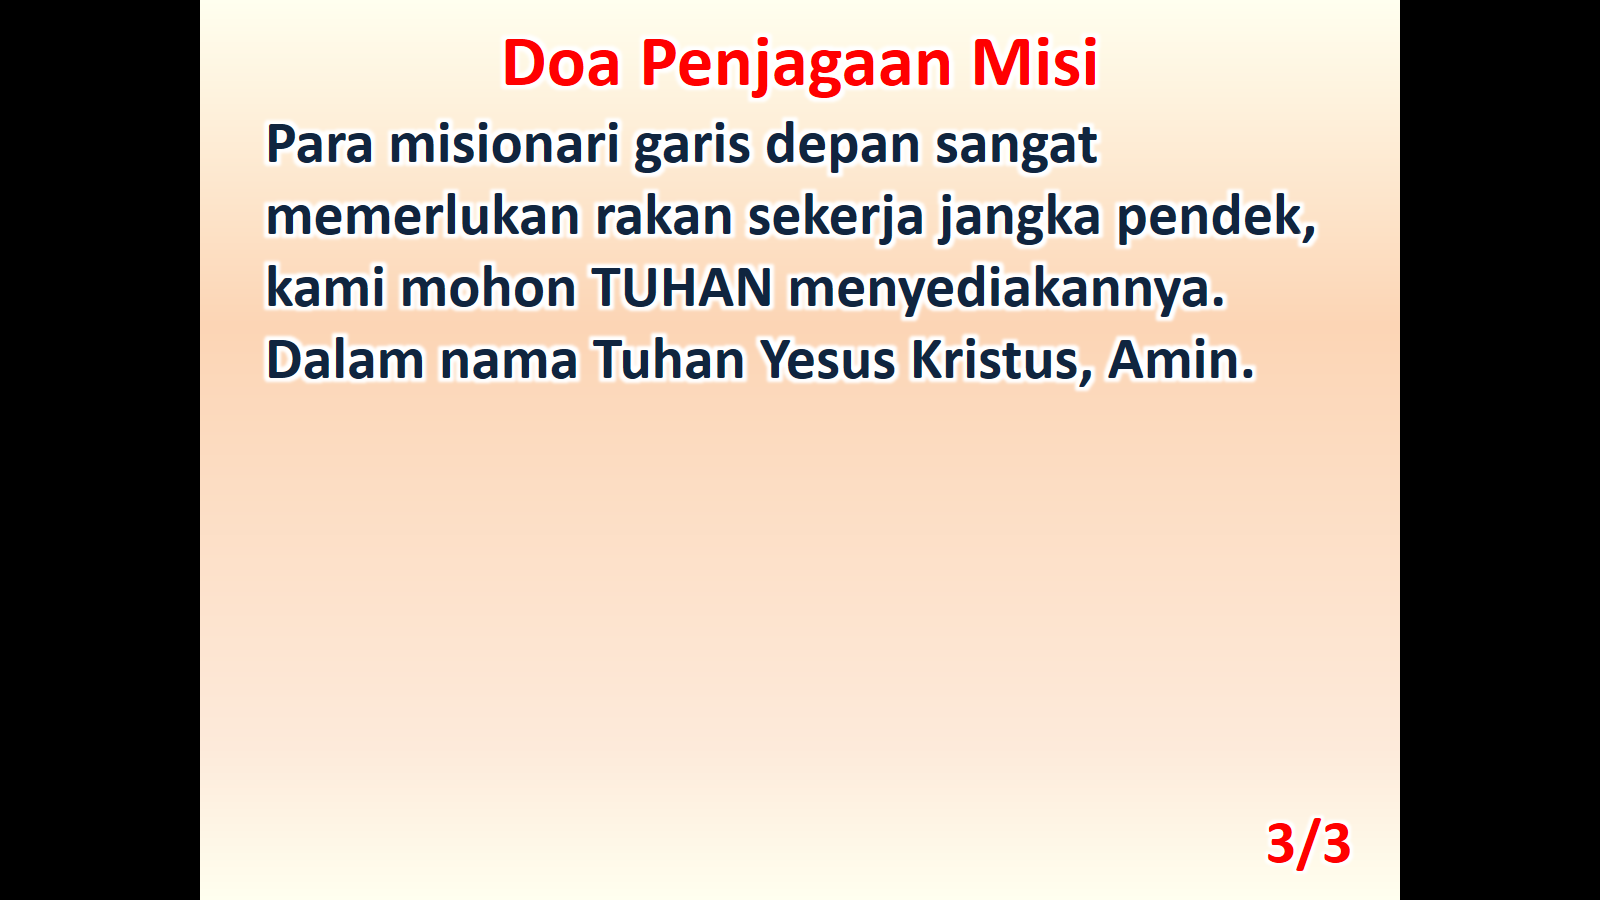 Doa Penjagaan Misi
Para misionari garis depan sangat
memerlukan rakan sekerja jangka pendek,
kami mohon TUHAN menyediakannya.
Dalam nama Tuhan Yesus Kristus, Amin.
3/3